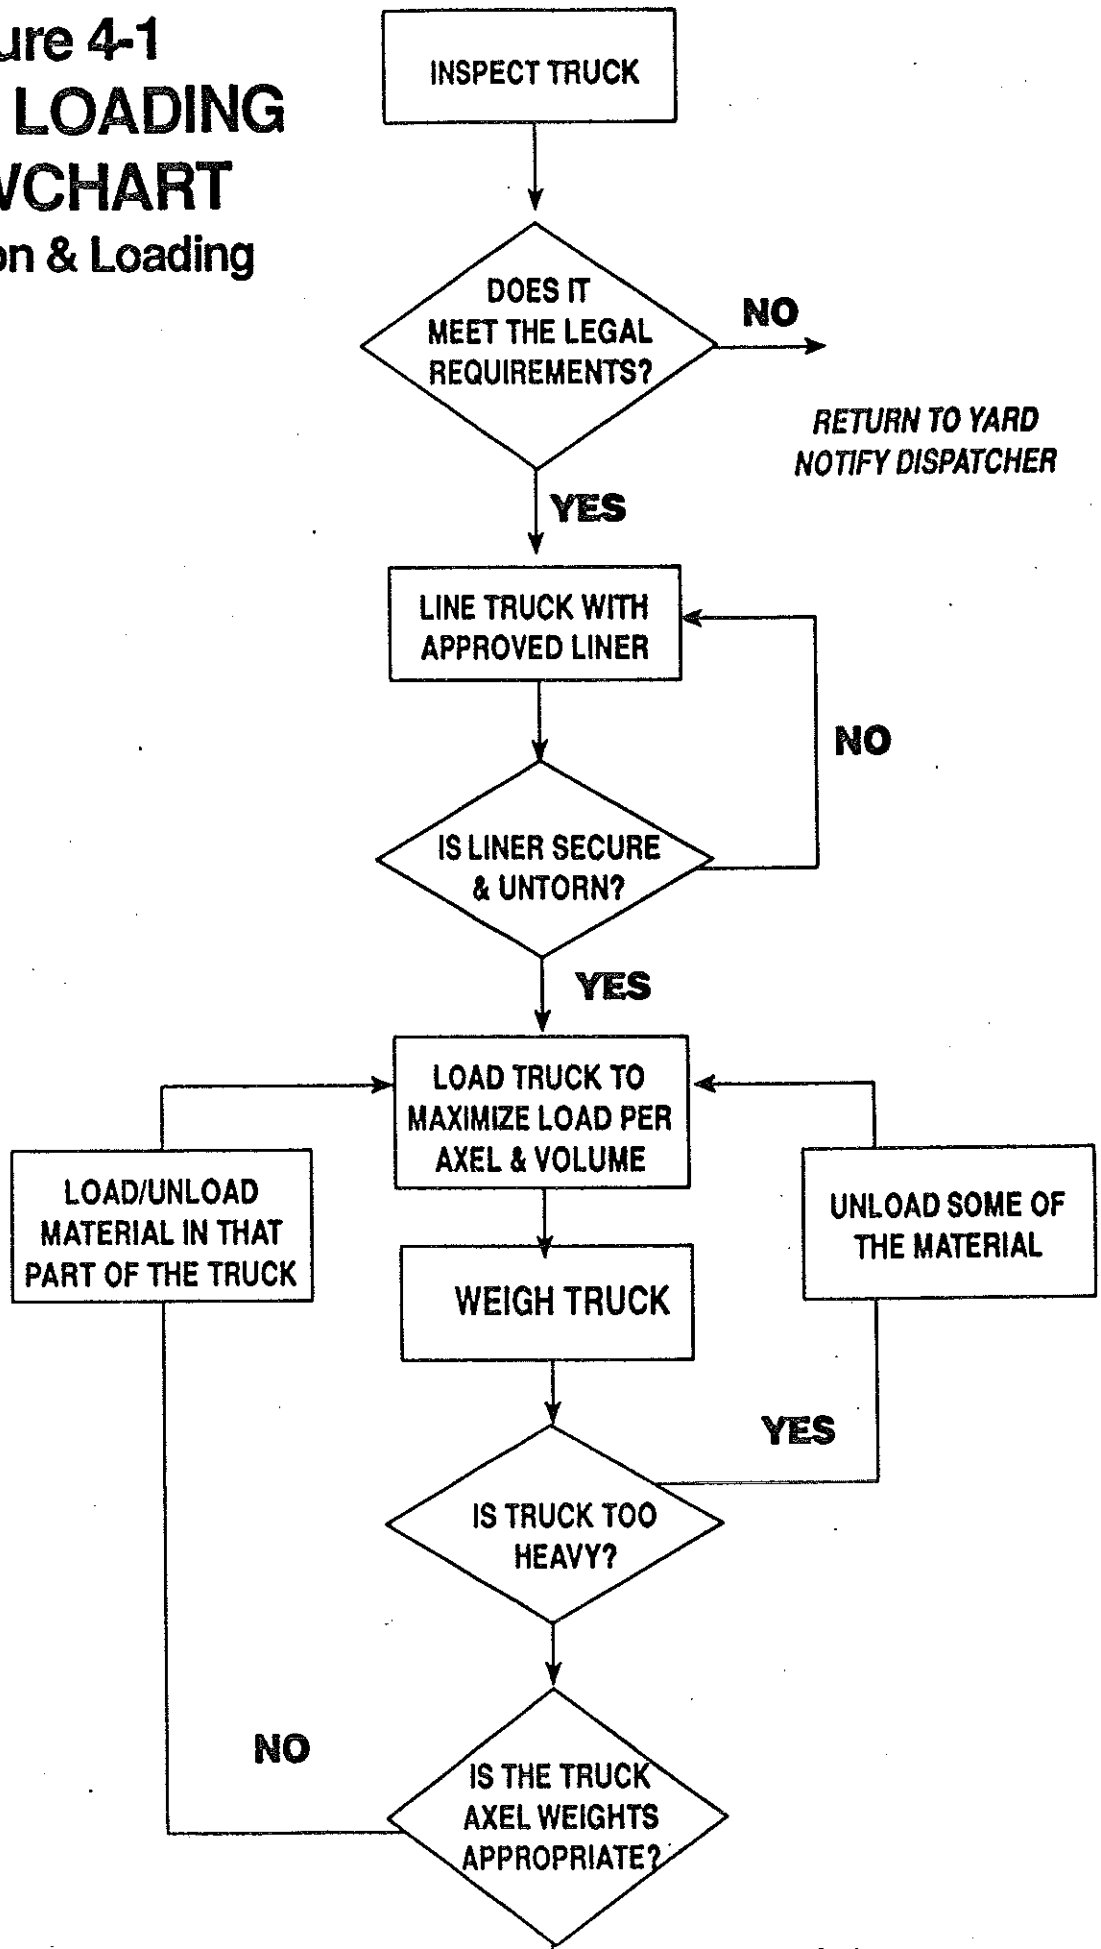 ure 4-1
LOADING
WCHART
on & Loading
INSPECT TRUCK
DOES IT
MEET THE LEGAL
REQUIREMENTS?
NO
RETURN TO YARD
NOTIFY DISPATCHER
YES
LINE TRUCK WITH
APPROVED LINER
NO
IS LINER SECURE
& UNTORN?
YES
LOAD TRUCK TO
MAXIMIZE LOAD PER
AXEL & VOLUME
LOAD/UNLOAD
MATERIAL IN THAT
PART OF THE TRUCK
UNLOAD SOME OF
THE MATERIAL
WEIGH TRUCK
YES
IS TRUCK TOO
HEAVY?
NO
IS THE TRUCK
AXEL WEIGHTS
APPROPRIATE?